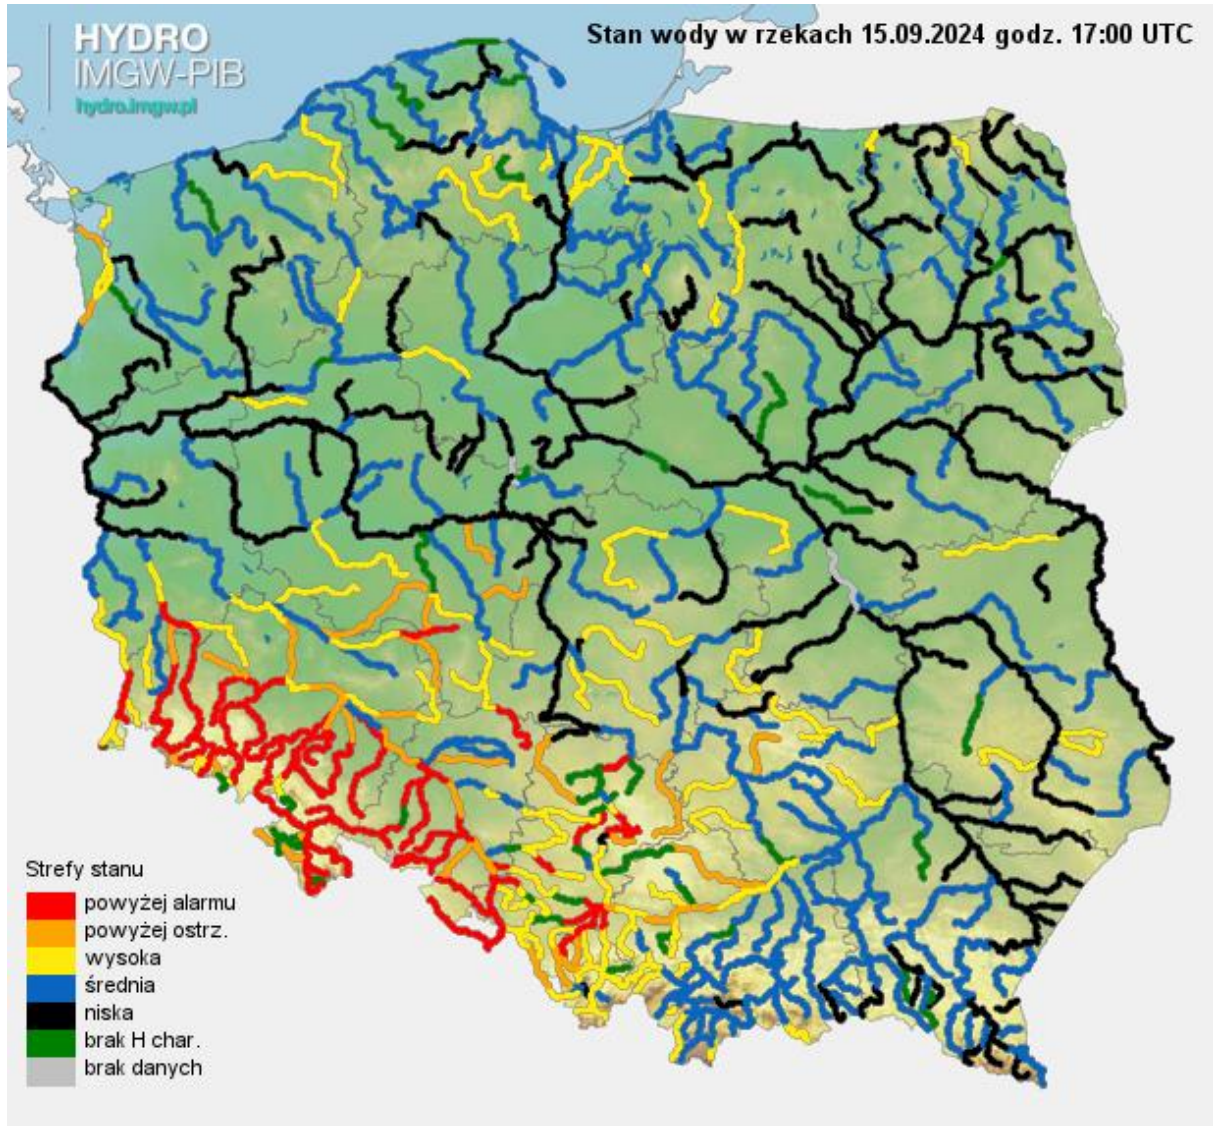 HYDRO
IMGW-PIB
hydro.imgw.pl
Stan wody w rzekach 15.09.2024 godz. 17:00 UTC
Strefy stanu
powyżej alarmu
powyżej ostrz.
wysoka
średnia
niska
brak H char.
brak danych